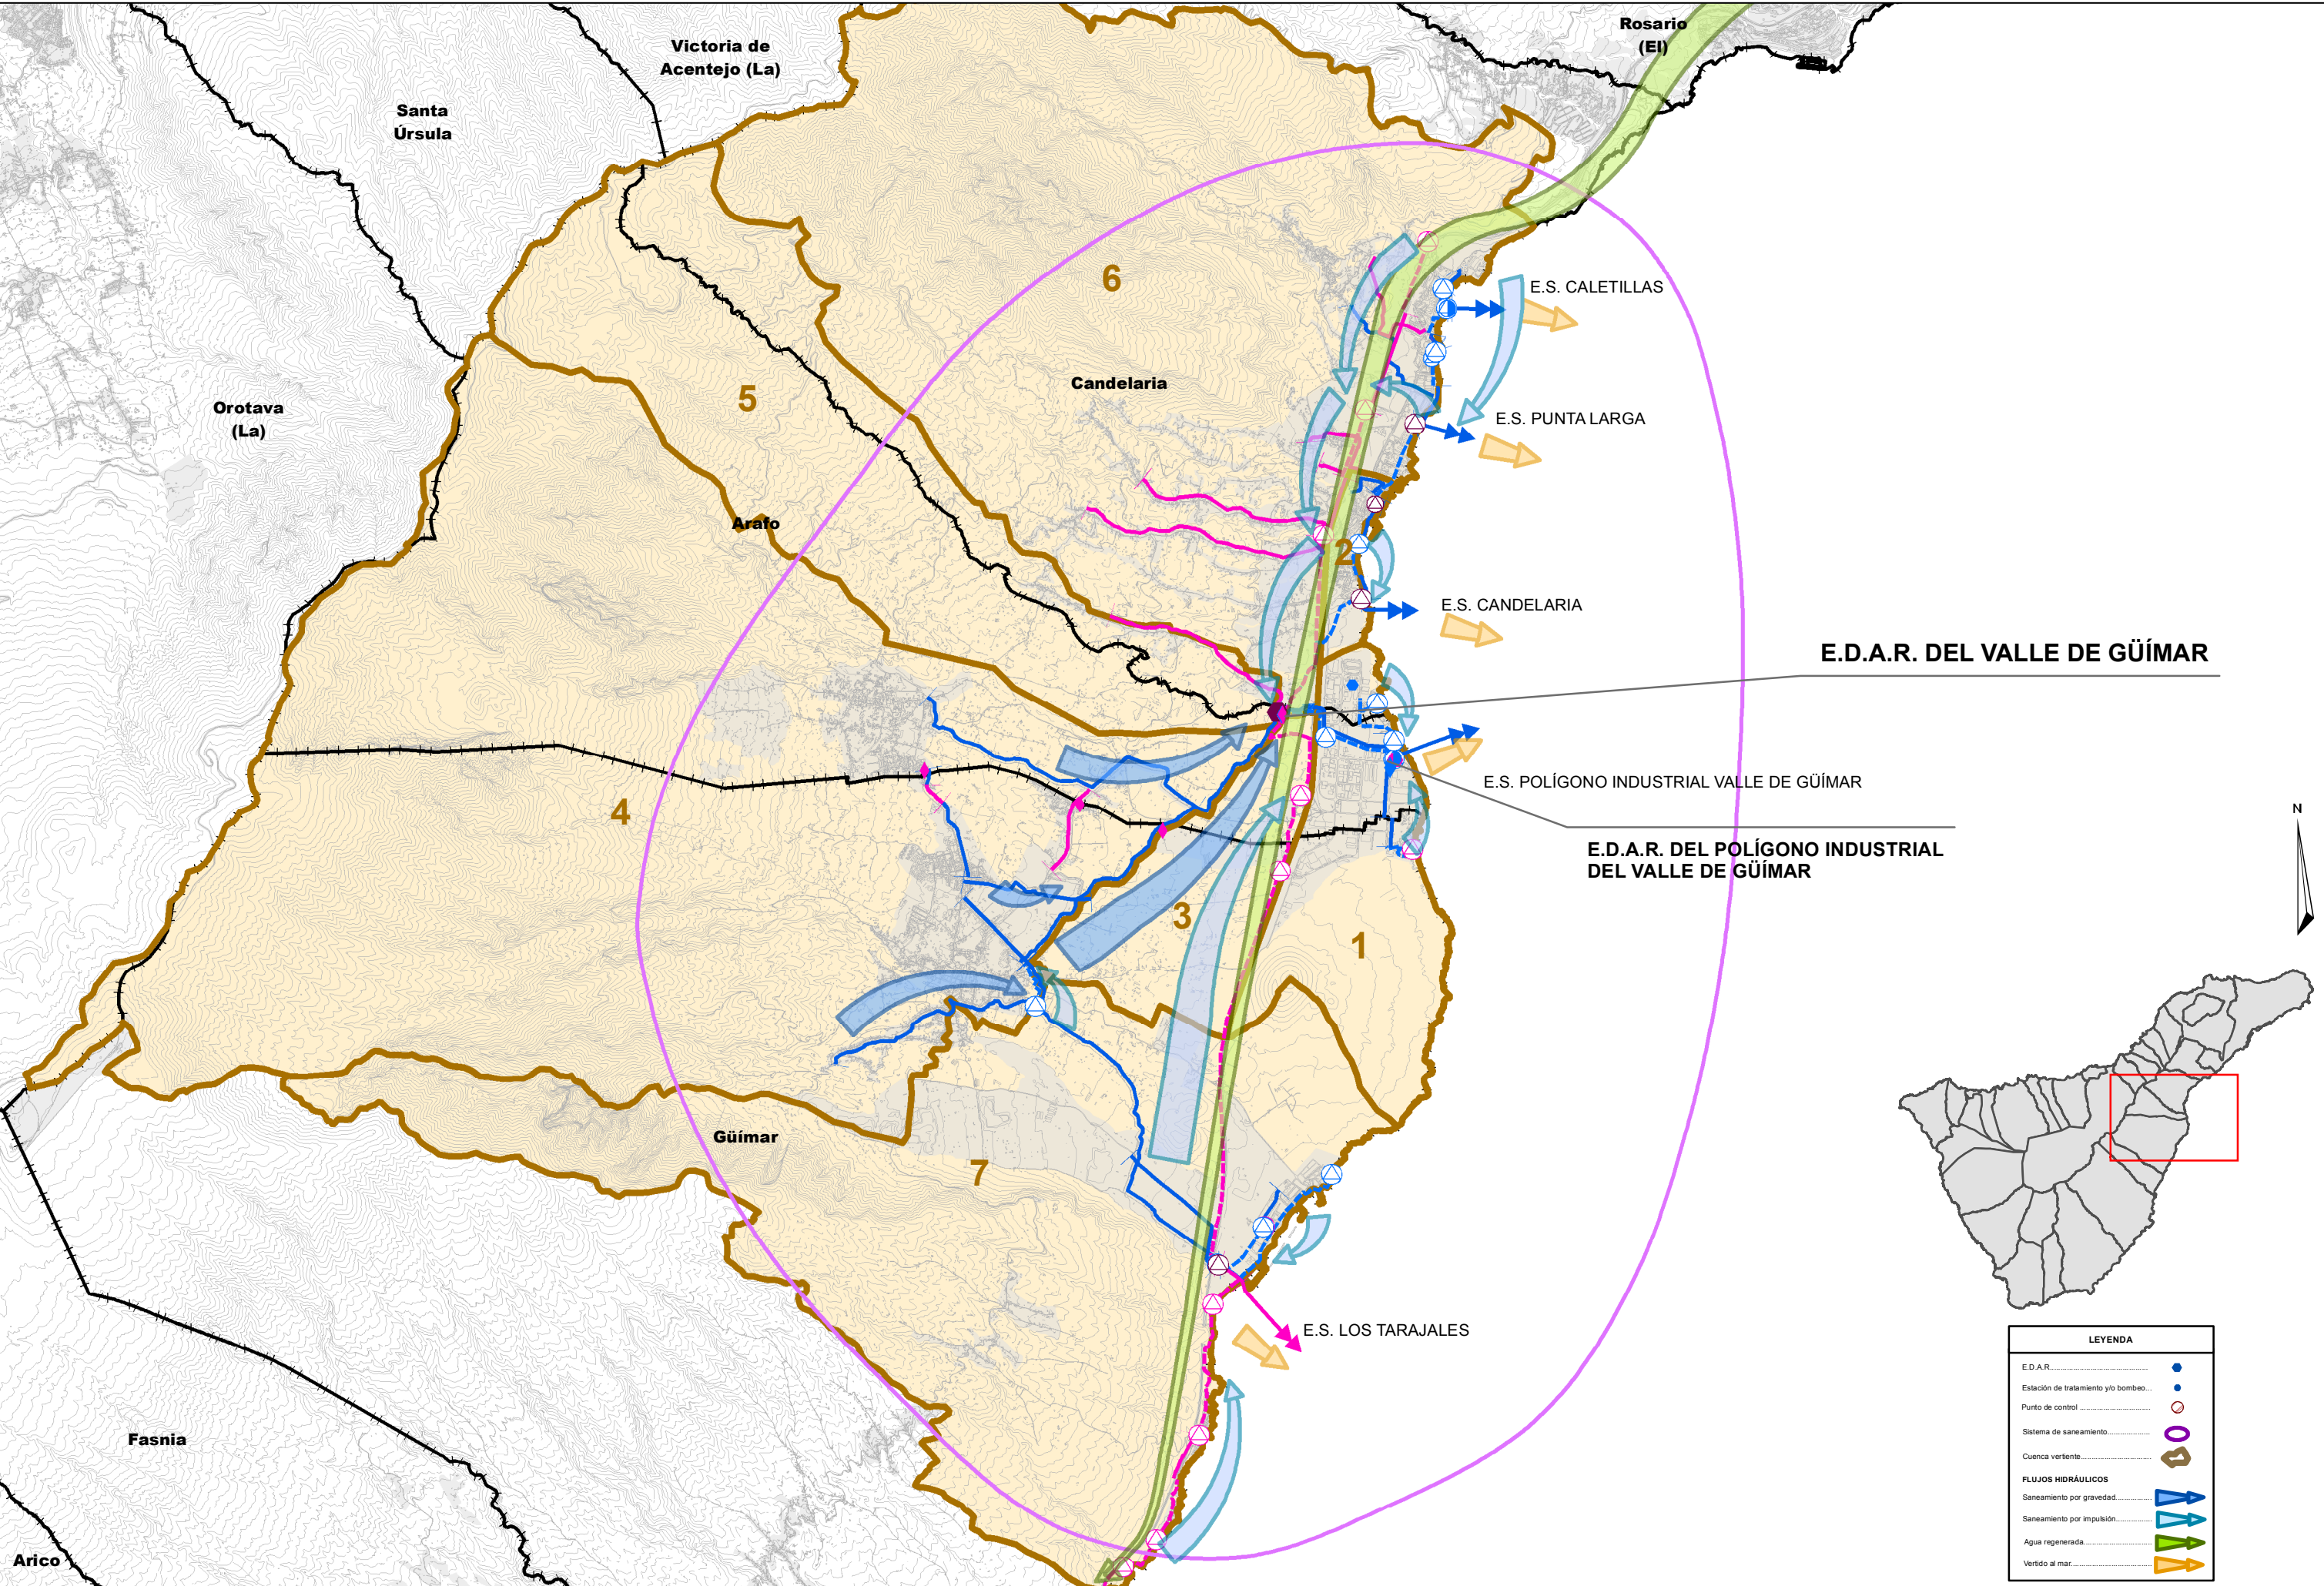 Rosario
(El)
Victoria de
Acentejo (La)
Santa
Úrsula
6
E.S. CALETILLAS
Candelaria
5
Orotava
(La)
E.S. PUNTA LARGA
Arafo
2
E.S. CANDELARIA
E.D.A.R. DEL VALLE DE GÜÍMAR
E.S. POLÍGONO INDUSTRIAL VALLE DE GÜÍMAR
4
N
E.D.A.R. DEL POLÍGONO INDUSTRIAL
DEL VALLE DE GÜÍMAR
3
1
Güímar
7
E.S. LOS TARAJALES
Fasnia
Arico
LEYENDA
E.D.A.R.
Estación de tratamiento y/o bombeo...
Punto de control
Sistema de saneamiento
Cuenca vertiente
FLUJOS HIDRÁULICOS
Saneamiento por gravedad
Saneamiento por impulsión
Agua regenerada
Vertido al mar